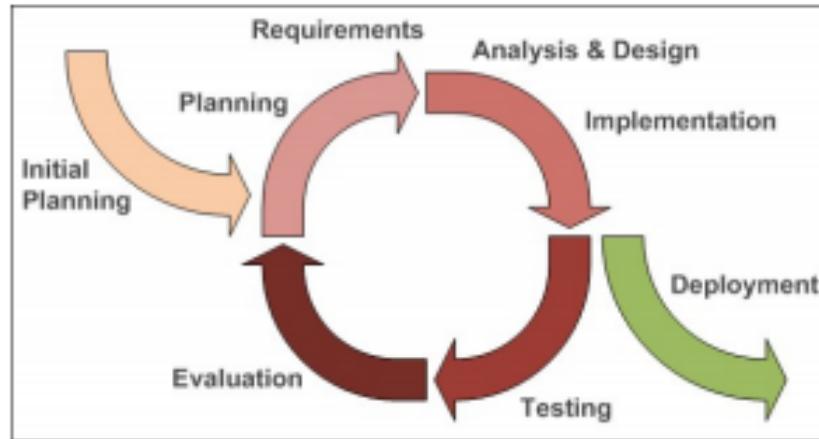 Requirements
Analysis & Design
Planning
Implementation
Initial
Planning
Deployment
Evaluation
Testing